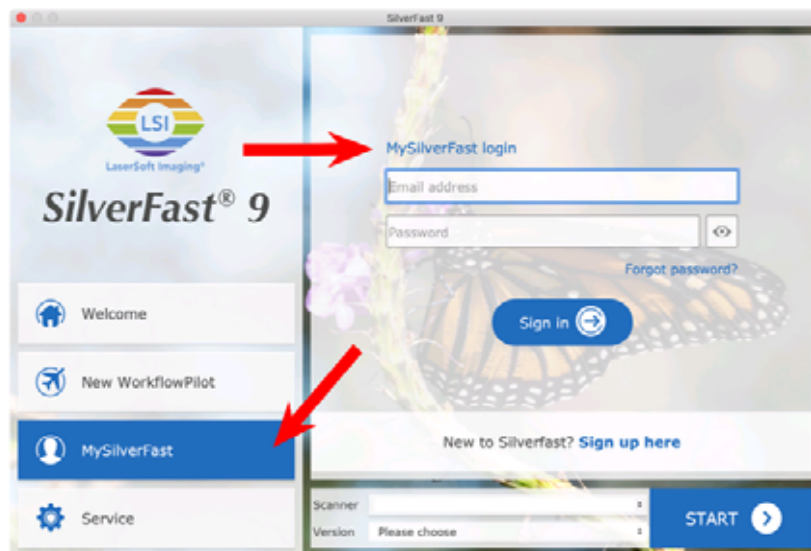 SilverFast 9
LSI
LaserSoft Imaging®
SilverFast® 9
Welcome
New WorkflowPilot
MySilverFast
Service
MySilverFast login
Email address
Password
Forgot password?
Sign in
New to Silverfast? Sign up here
Scanner
Version Please choose
START